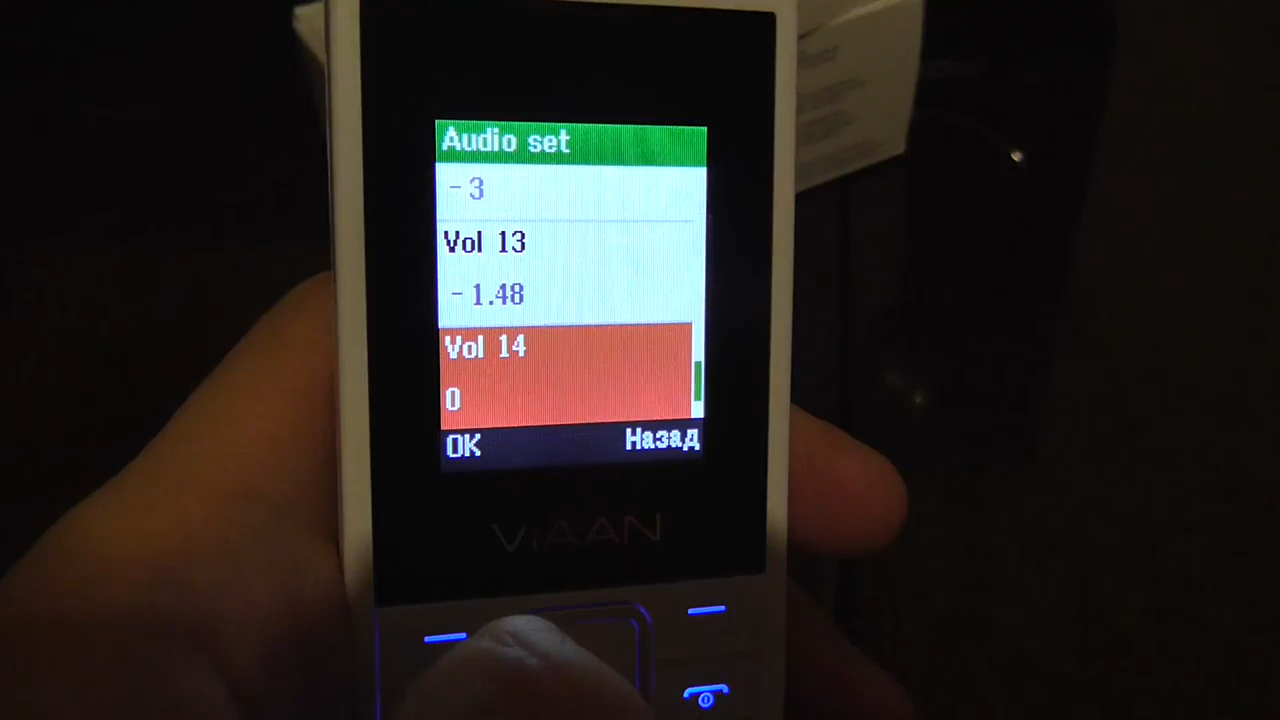 Audio set
-3
Vol 13
-1.48
Vol 14
0
OK Назад
ViAAN